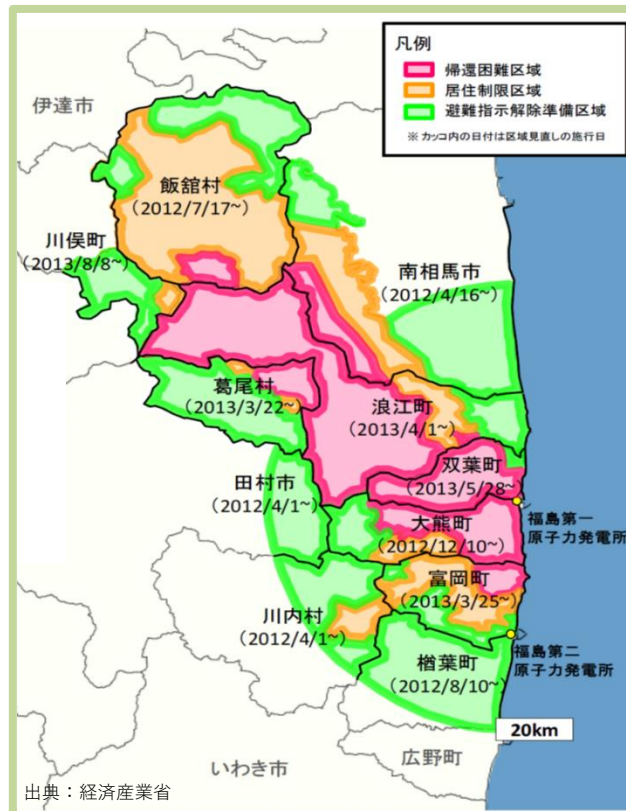 凡例
帰還困難区域
居住制限区域
避難指示解除準備区域
※ カッコ内の日付は区域見直しの施行日
伊達市
飯舘村
(2012/7/17~)
川俣町
(2013/8/8~)
南相馬市
(2012/4/16~)
葛尾村
(2013/3/22~)
浪江町
(2013/4/1~)
双葉町
(2013/5/28~)
田村市
(2012/4/1~)
大熊町
(2012/12/10~)
福島第一
原子力発電所
富岡町
(2013/3/25~)
川内村
(2012/4/1~)
福島第二
原子力発電所
楢葉町
(2012/8/10~)
20km
広野町
いわき市
出典：経済産業省